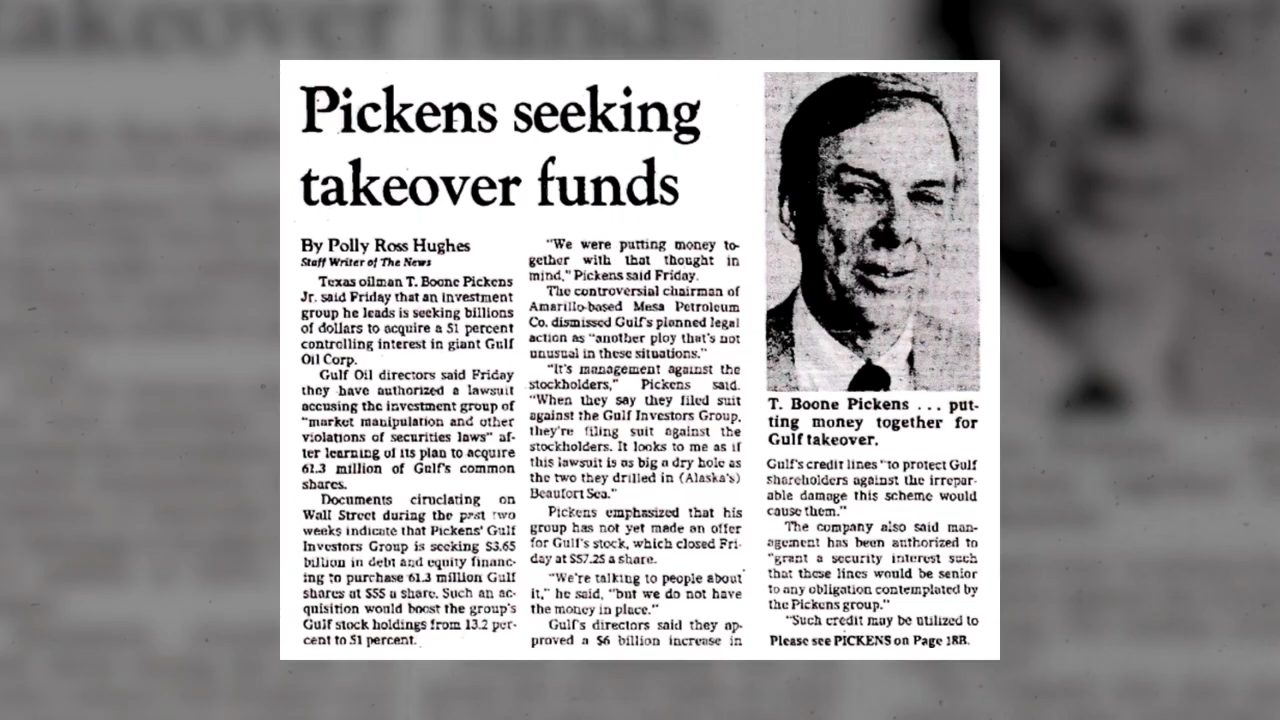 Pickens seeking
takeover funds
By Polly Ross Hughes
Staff Writer of The News
Texas oilman T. Boone Pickens
Jr. said Friday that an investment
group he leads is seeking billions
of dollars to acquire a 51 percent
controlling interest in giant Gulf
Oil Corp.
Gulf Oil directors said Friday
they have authorized a lawsuit
accusing the investment group of
"market manipulation and other
violations of securities laws" af-
ter learning of its plan to acquire
61.3 million of Gulf's common
shares.
Documents ciruclating on
Wall Street during the past two
weeks indicate that Pickens' Gulf
Investors Group is seeking $3.65
billion in debt and equity financ-
ing to purchase 61.3 million Gulf
shares at $55 a share. Such an ac-
quisition would boost the group's
Gulf stock holdings from 13.2 per-
cent to 51 percent.
"We were putting money to-
gether with that thought in
mind," Pickens said Friday.
The controversial chairman of
Amarillo-based Mesa Petroleum
Co. dismissed Gulf's planned legal
action as "another ploy that's not
unusual in these situations."
"It's management against the
stockholders," Pickens said.
"When they say they filed suit
against the Gulf Investors Group,
they're filing suit against the
stockholders. It looks to me as if
this lawsuit is as big a dry hole as
the two they drilled in (Alaska's)
Beaufort Sea."
Pickens emphasized that his
group has not yet made an offer
for Gulf's stock, which closed Fri-
day at $57.25 a share.
"We're talking to people about
it," he said, "but we do not have
the money in place."
Gulf's directors said they ap-
proved a $6 billion increase in
T. Boone Pickens . . . put-
ting money together for
Gulf takeover.
Gulf's credit lines "to protect Gulf
shareholders against the irrepar-
able damage this scheme would
cause them."
The company also said man-
agement has been authorized to
"grant a security interest such
that these lines would be senior
to any obligation contemplated by
the Pickens group."
"Such credit may be utilized to
Please see PICKENS on Page 18B.